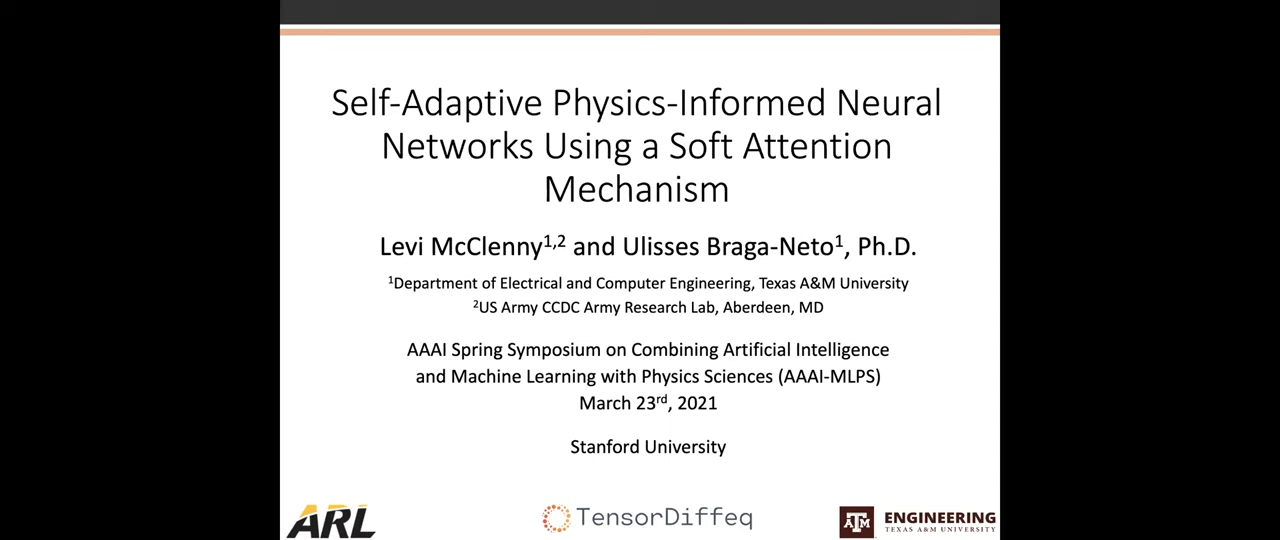 Self-Adaptive Physics-Informed Neural
Networks Using a Soft Attention
Mechanism
Levi McClenny1,2 and Ulisses Braga-Neto1, Ph.D.
1Department of Electrical and Computer Engineering, Texas A&M University
2US Army CCDC Army Research Lab, Aberdeen, MD
AAAI Spring Symposium on Combining Artificial Intelligence
and Machine Learning with Physics Sciences (AAAI-MLPS)
March 23rd, 2021
Stanford University
ARL
TensorDiffeq
ATM
ENGINEERING
TEXAS A&M UNIVERSITY